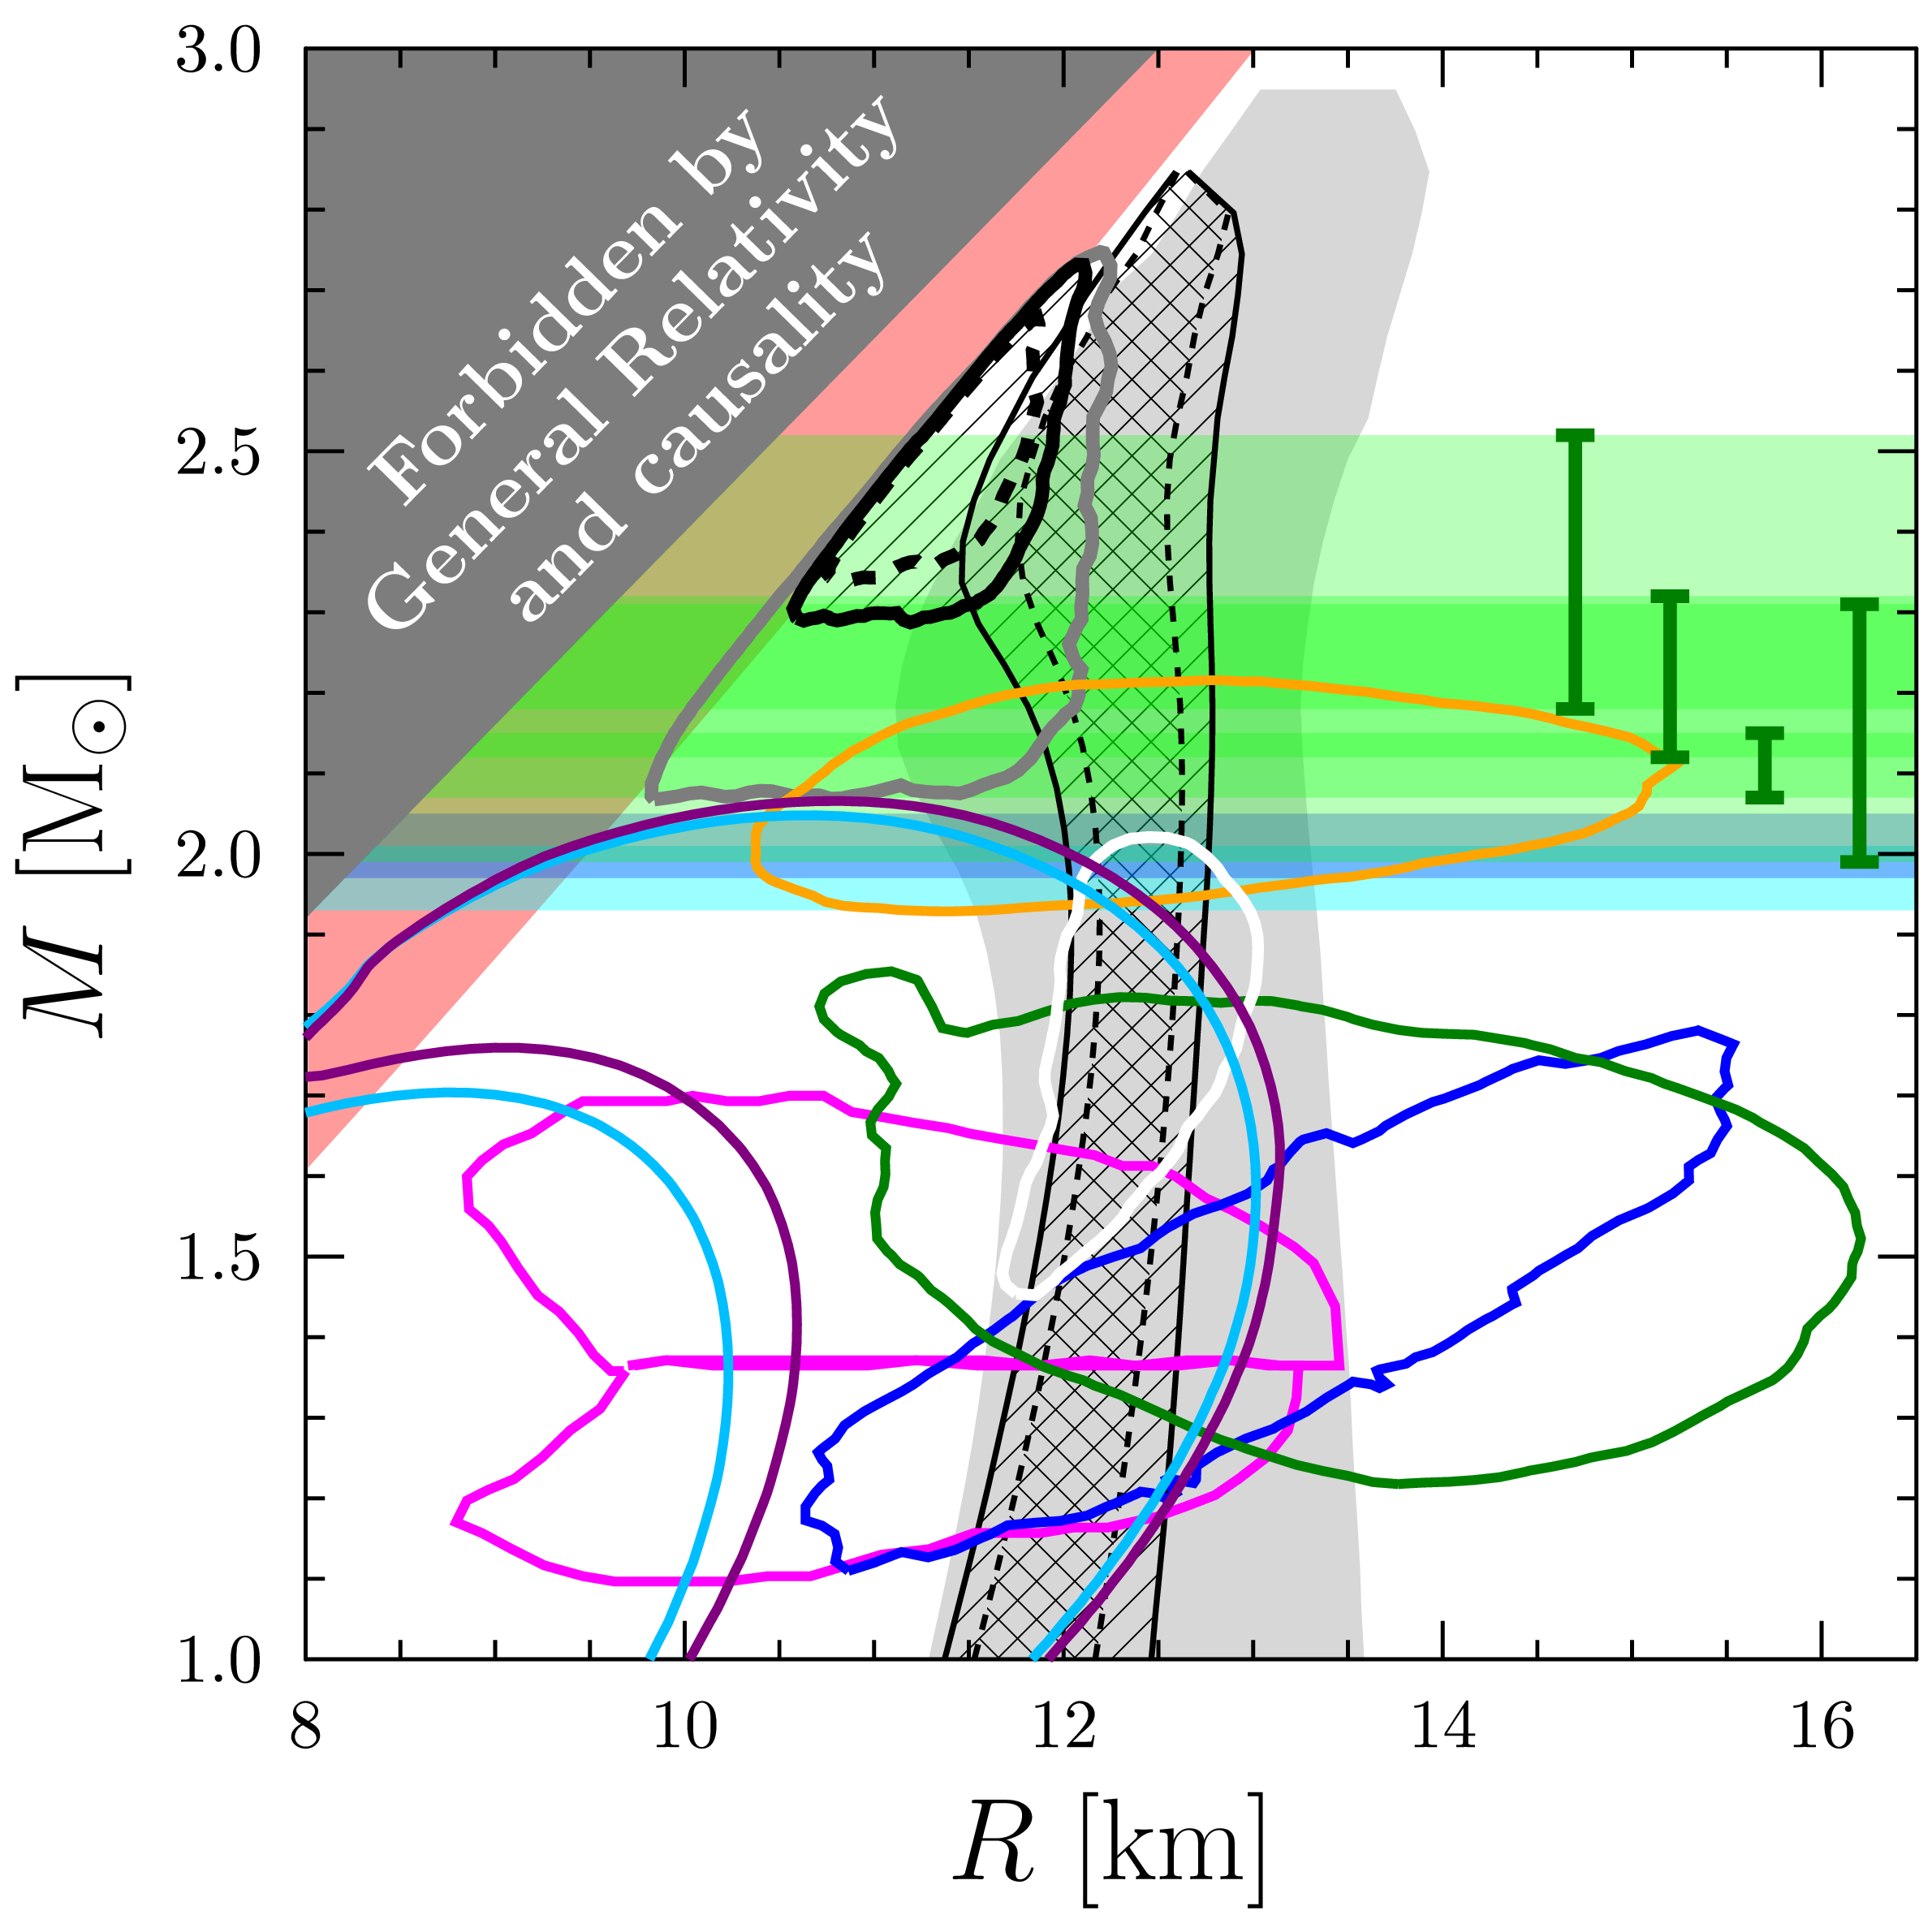 3.0
2.5
2.0
1.5
1.0
M [M⊙]
Forbidden by
General Relativity
and causality
8 10 12 14 16
R [km]